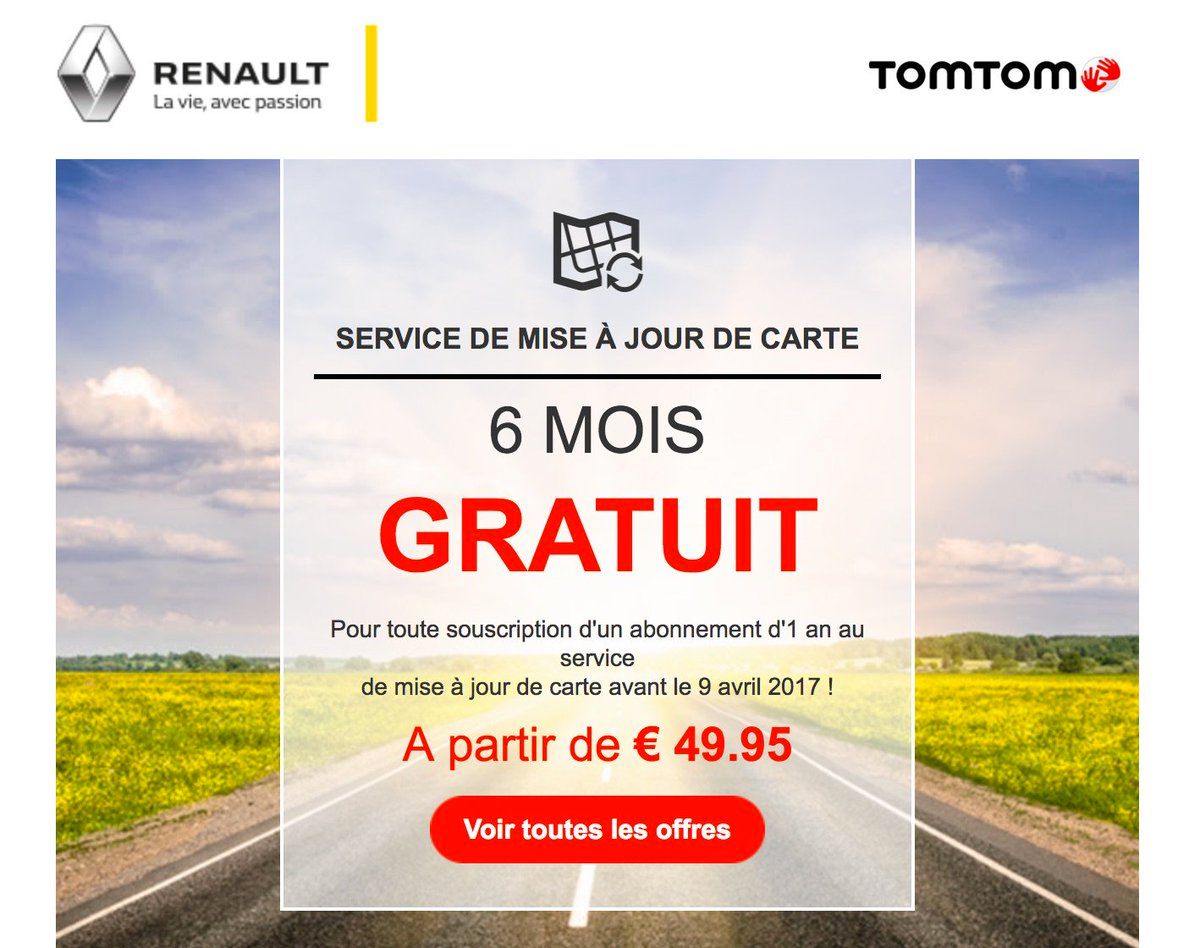 RENAULT
La vie, avec passion
TOMTOM
SERVICE DE MISE À JOUR DE CARTE
6 MOIS
GRATUIT
Pour toute souscription d'un abonnement d'1 an au
service
de mise à jour de carte avant le 9 avril 2017 !
A partir de € 49.95
Voir toutes les offres